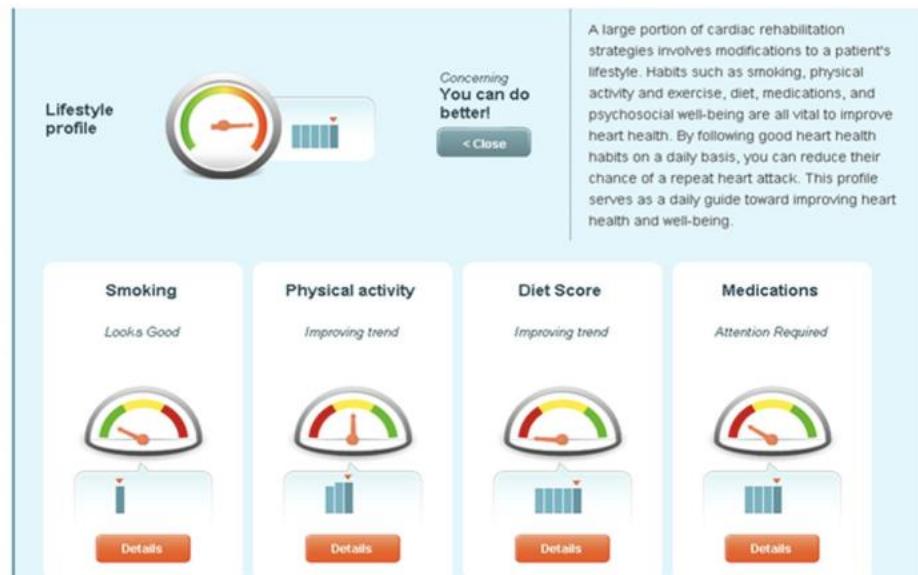 Lifestyle
profile
Concerning
You can do
better!
< Close
A large portion of cardiac rehabilitation
strategies involves modifications to a patient's
lifestyle. Habits such as smoking, physical
activity and exercise, diet, medications, and
psychosocial well-being are all vital to improve
heart health. By following good heart health
habits on a daily basis, you can reduce their
chance of a repeat heart attack. This profile
serves as a daily guide toward improving heart
health and well-being.
Smoking
Looks Good
Details
Physical activity
Improving trend
Details
Diet Score
Improving trend
Details
Medications
Attention Required
Details